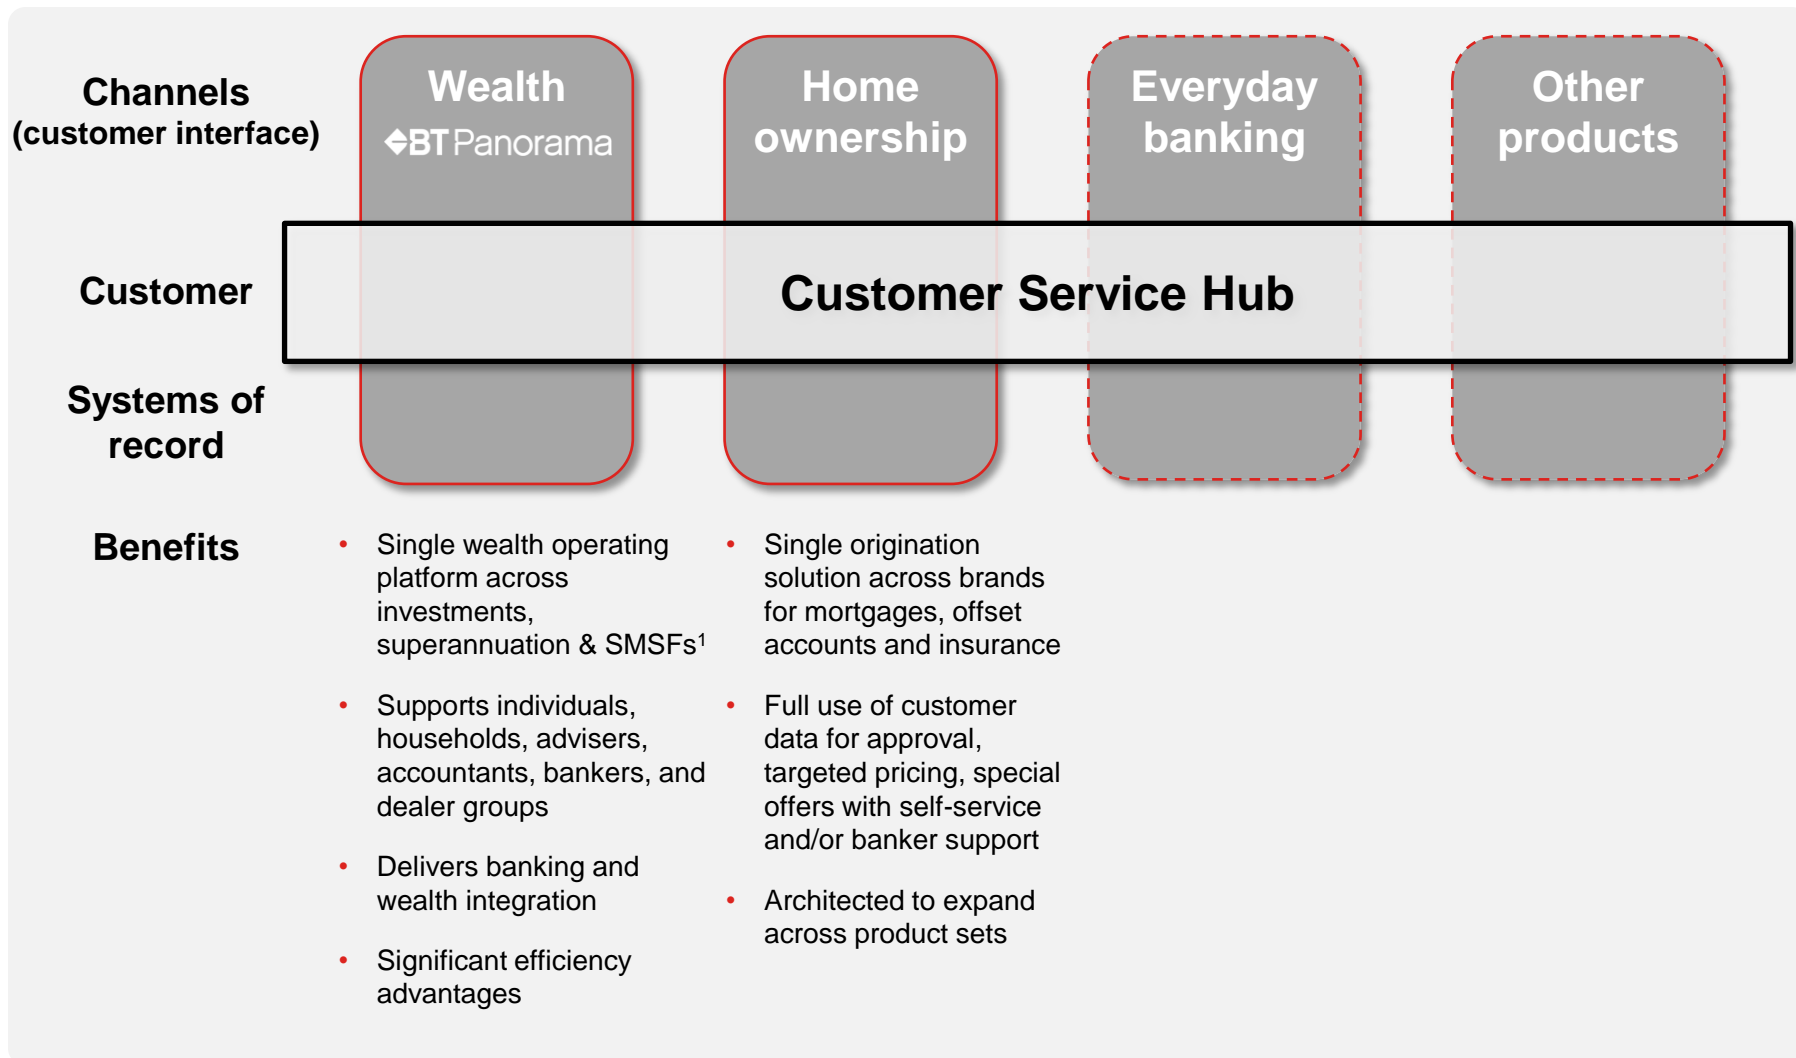 Channels
(customer interface)
Wealth
BTPanorama
Home
ownership
Everyday
banking
Other
products
Customer
Customer Service Hub
Systems of
record
Benefits
• Single wealth operating
platform across
investments,
superannuation & SMSFs¹
• Supports individuals,
households, advisers,
accountants, bankers, and
dealer groups
• Delivers banking and
wealth integration
• Significant efficiency
advantages
• Single origination
solution across brands
for mortgages, offset
accounts and insurance
• Full use of customer
data for approval,
targeted pricing, special
offers with self-service
and/or banker support
• Architected to expand
across product sets